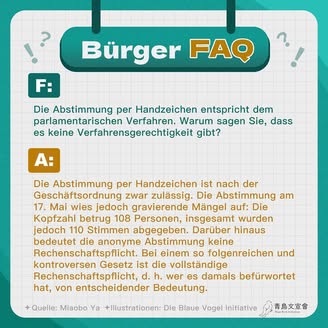 Bürger FAQ
F:
Die Abstimmung per Handzeichen entspricht dem
parlamentarischen Verfahren. Warum sagen Sie, dass
es keine Verfahrensgerechtigkeit gibt?
A:
Die Abstimmung per Handzeichen ist nach der
Geschäftsordnung zwar zulässig. Die Abstimmung am
17. Mai wies jedoch gravierende Mängel auf: Die
Kopfzahl betrug 108 Personen, insgesamt wurden
jedoch 110 Stimmen abgegeben. Darüber hinaus
bedeutet die anonyme Abstimmung keine
Rechenschaftspflicht. Bei einem so folgenreichen und
kontroversen Gesetz ist die vollständige
Rechenschaftspflicht, d. h. wer es damals befürwortet
hat, von entscheidender Bedeutung.
✦Quelle: Miaobo Ya ✦Illustrationen: Die Blaue Vogel Initiative
青鳥文宣會